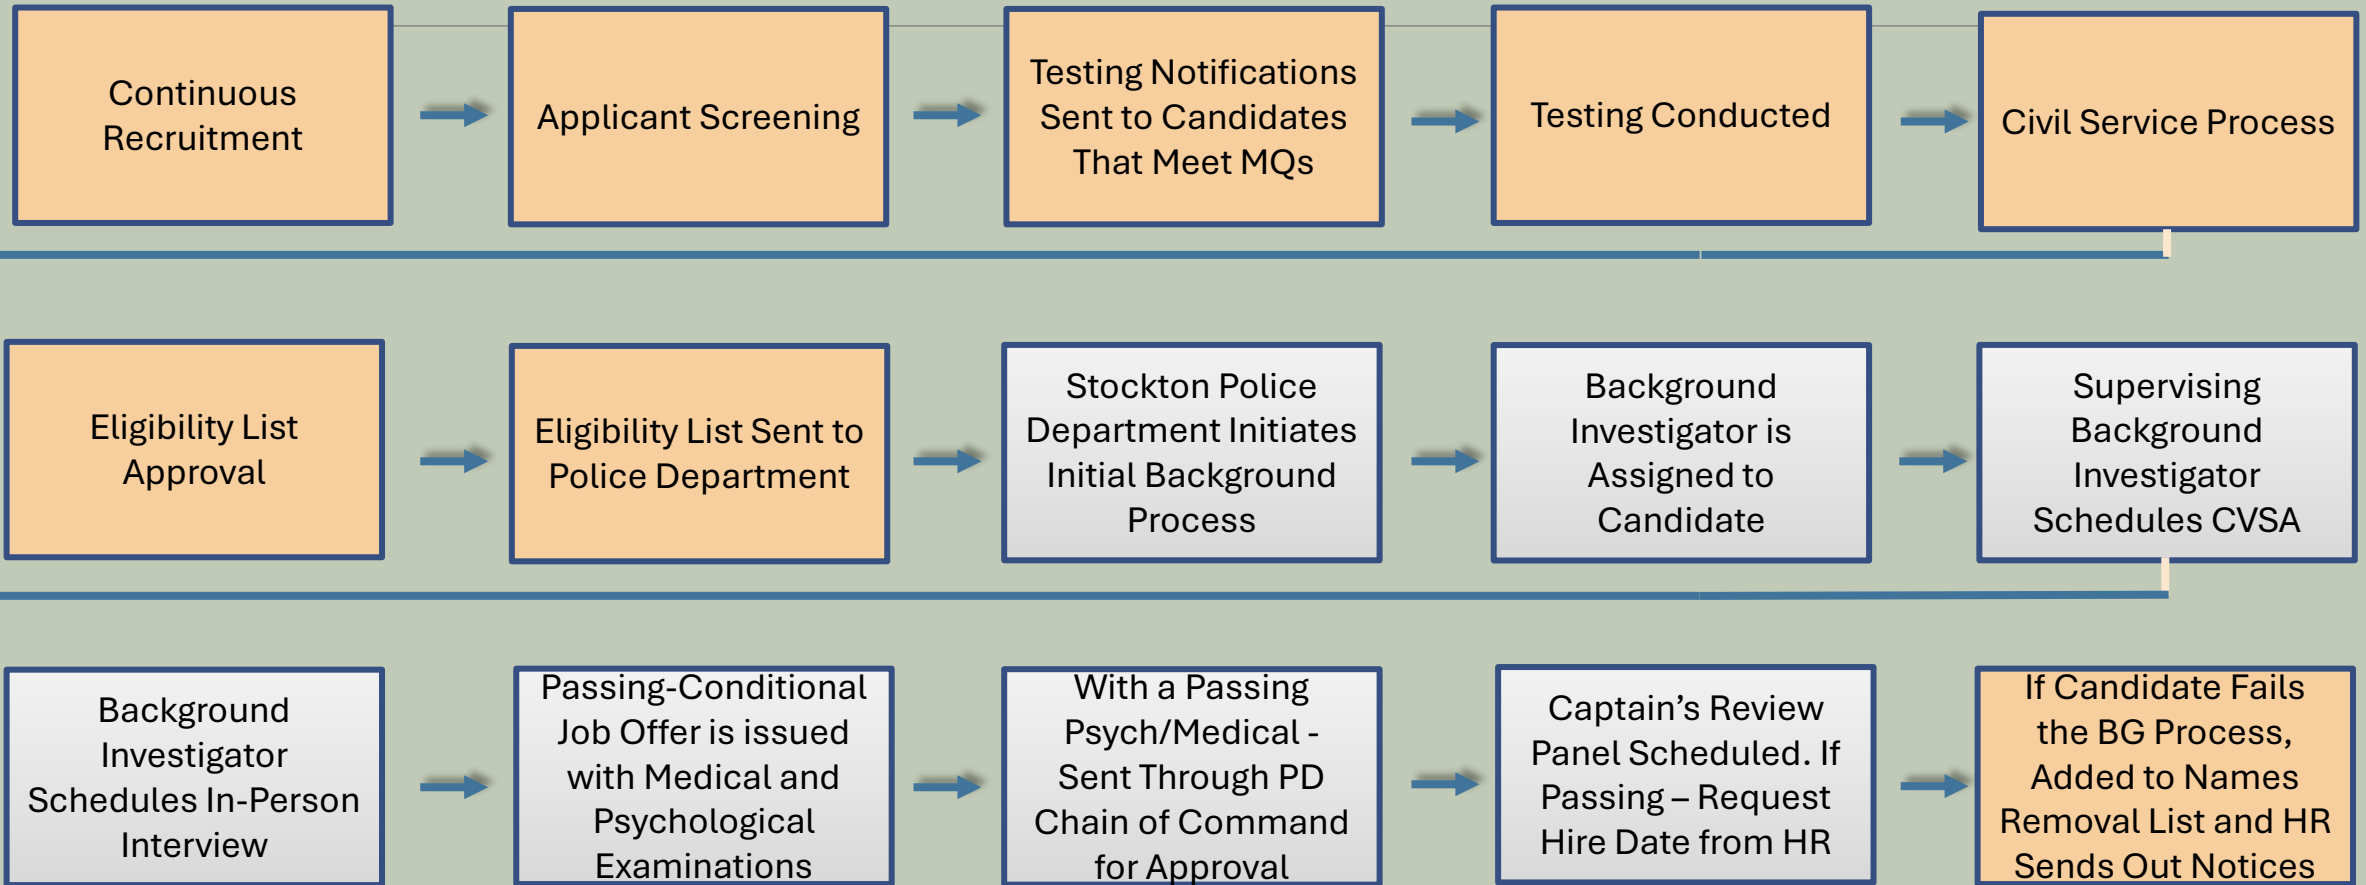 Continuous
Recruitment
Applicant Screening
Testing Notifications
Sent to Candidates
That Meet MQs
Testing Conducted
Civil Service Process
Eligibility List
Approval
Eligibility List Sent to
Police Department
Stockton Police
Department Initiates
Initial Background
Process
Background
Investigator is
Assigned to
Candidate
Supervising
Background
Investigator
Schedules CVSA
Background
Investigator
Schedules In-Person
Interview
Passing-Conditional
Job Offer is issued
with Medical and
Psychological
Examinations
With a Passing
Psych/Medical -
Sent Through PD
Chain of Command
for Approval
Captain’s Review
Panel Scheduled. If
Passing – Request
Hire Date from HR
If Candidate Fails
the BG Process,
Added to Names
Removal List and HR
Sends Out Notices